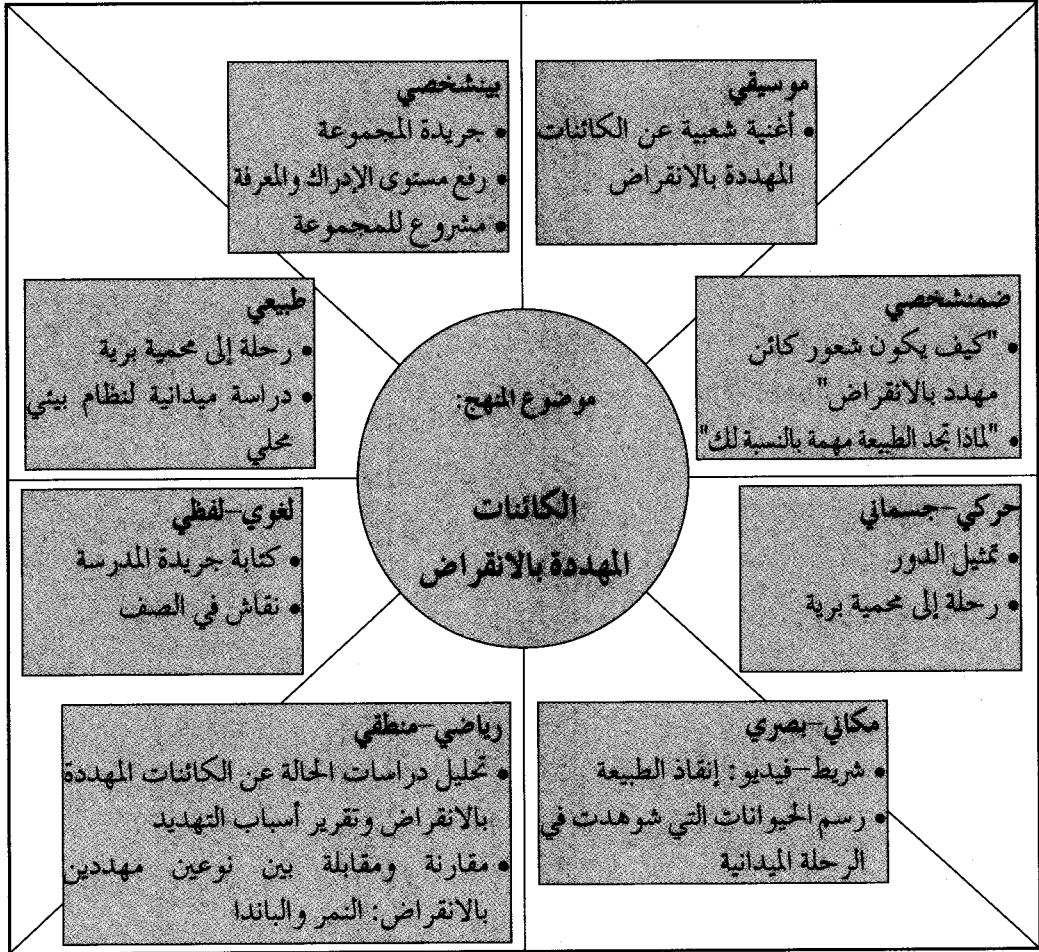 موسيقي
• أغنية شعبية عن الكائنات
المهددة بالانقراض
بينشخصي
• جريدة المجموعة
• رفع مستوى الإدراك والمعرفة
• مشروع للمجموعة
ضمنشخصي
• "كيف يكون شعور كائن
مهدد بالانقراض"
• "لماذا تجد الطبيعة مهمة بالنسبة لك"
طبيعي
• رحلة إلى محمية برية
• دراسة ميدانية لنظام بيئي
محلي
موضوع المنهج:
الكائنات
المهددة بالانقراض
حركي-جسماني
• تمثيل الدور
• رحلة إلى محمية برية
لغوي-لفظي
• كتابة جريدة المدرسة
• نقاش في الصف
مكاني-بصري
• شريط-فيديو: إنقاذ الطبيعة
• رسم الحيوانات التي شوهدت في
الرحلة الميدانية
رياضي-منطقي
• تحليل دراسات الحالة عن الكائنات المهددة
بالانقراض وتقرير أسباب التهديد
• مقارنة ومقابلة بين نوعين مهددين
بالانقراض: النمر والباندا